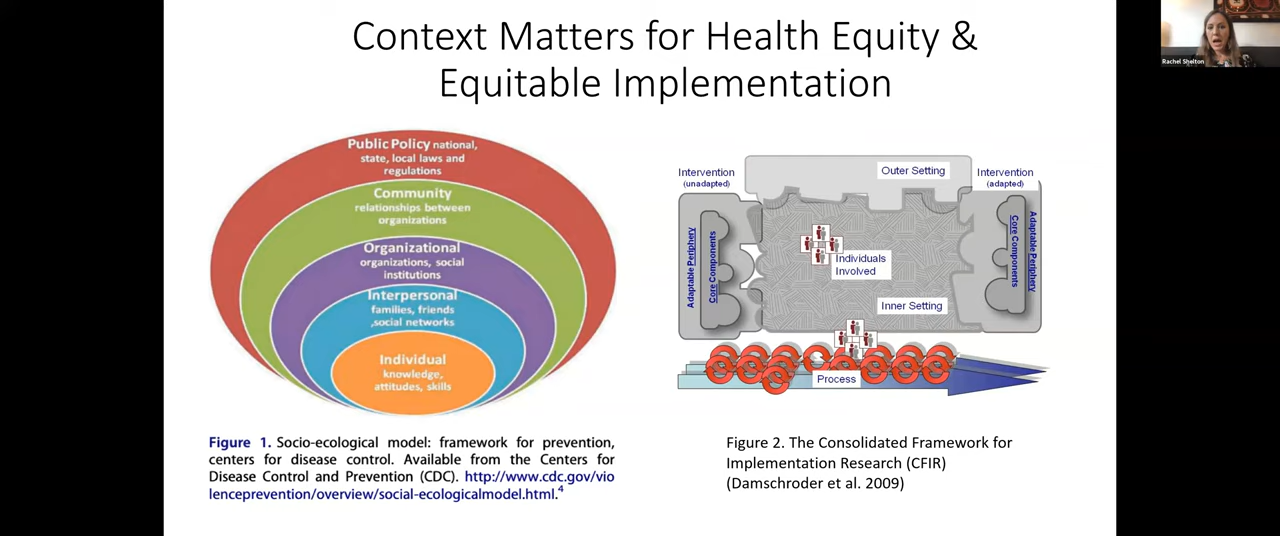 Context Matters for Health Equity &
Equitable Implementation
Rachel Shelton
Public Policy national,
state, local laws and
regulations
Community
relationships between
organizations
Organizational
organizations, social
institutions
Interpersonal
families, friends
,social networks
Individual
knowledge,
attitudes, skills
Figure 1. Socio-ecological model: framework for prevention,
centers for disease control. Available from the Centers for
Disease Control and Prevention (CDC). http://www.cdc.gov/vio
lenceprevention/overview/social-ecologicalmodel.html.4
Intervention
(unadapted)
Outer Setting
Intervention
(adapted)
Adaptable Periphery
Core Components
Individuals
Involved
Inner Setting
Core Components
Adaptable Periphery
Process
Figure 2. The Consolidated Framework for
Implementation Research (CFIR)
(Damschroder et al. 2009)